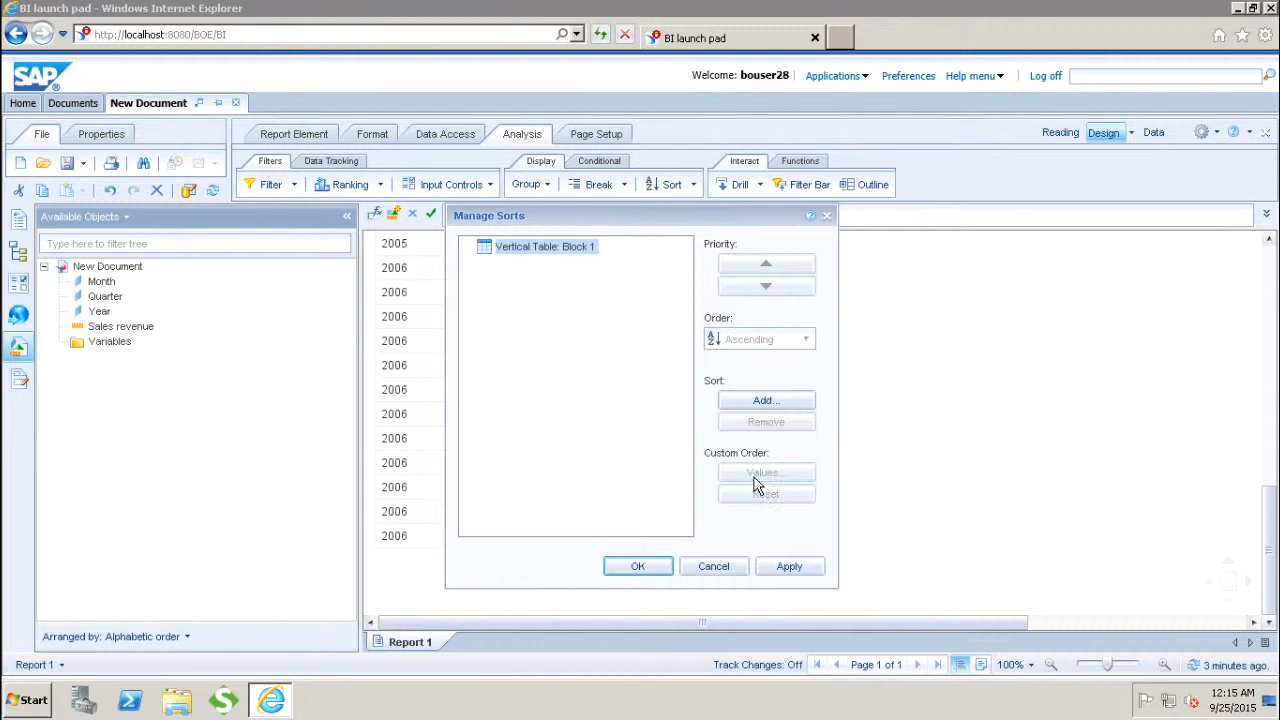 BI launch pad - Windows Internet Explorer
http://localhost:8080/BOE/BI
BI launch pad
SAP
Welcome: bouser28
Applications
Preferences
Help menu
Log off
Home
Documents
New Document
File
Properties
Report Element
Format
Data Access
Analysis
Page Setup
Reading
Design
Data
Filters
Data Tracking
Display
Conditional
Interact
Functions
Filter
Ranking
Input Controls
Group
Break
Sort
Drill
Filter Bar
Outline
Available Objects
Type here to filter tree
New Document
Month
Quarter
Year
Sales revenue
Variables
Arranged by: Alphabetic order
2005
2006
2006
2006
2006
2006
2006
2006
2006
2006
2006
2006
2006
Manage Sorts
Vertical Table: Block 1
Priority:
Order:
Ascending
Sort:
Add...
Remove
Custom Order:
Values...
Reset
OK
Cancel
Apply
Report 1
Report 1
Track Changes: Off
Page 1 of 1
100%
3 minutes ago.
Start
12:15 AM
9/25/2015